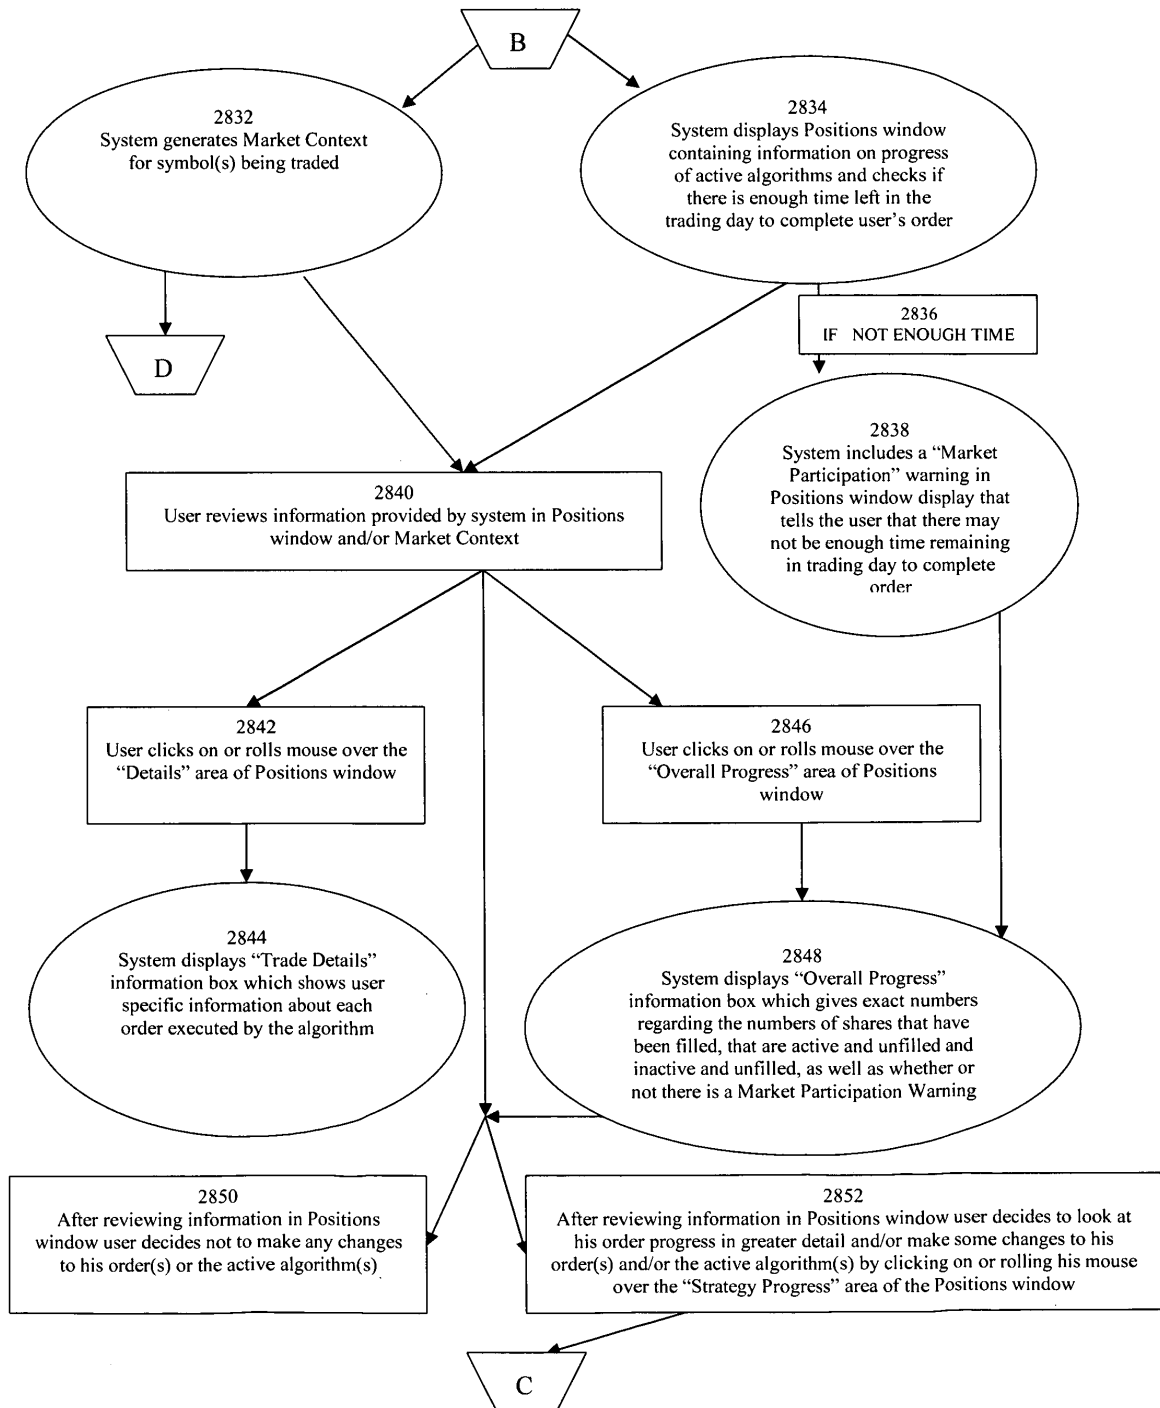 B
2832
System generates Market Context
for symbol(s) being traded
2834
System displays Positions window
containing information on progress
of active algorithms and checks if
there is enough time left in the
trading day to complete user's order
2836
IF NOT ENOUGH TIME
D
2838
System includes a “Market
Participation” warning in
Positions window display that
tells the user that there may
not be enough time remaining
in trading day to complete
order
2840
User reviews information provided by system in Positions
window and/or Market Context
2842
User clicks on or rolls mouse over the
“Details” area of Positions window
2846
User clicks on or rolls mouse over the
“Overall Progress” area of Positions
window
2844
System displays “Trade Details”
information box which shows user
specific information about each
order executed by the algorithm
2848
System displays “Overall Progress”
information box which gives exact numbers
regarding the numbers of shares that have
been filled, that are active and unfilled and
inactive and unfilled, as well as whether or
not there is a Market Participation Warning
2850
After reviewing information in Positions
window user decides not to make any changes
to his order(s) or the active algorithm(s)
2852
After reviewing information in Positions window user decides to look at
his order progress in greater detail and/or make some changes to his
order(s) and/or the active algorithm(s) by clicking on or rolling his mouse
over the “Strategy Progress” area of the Positions window
C